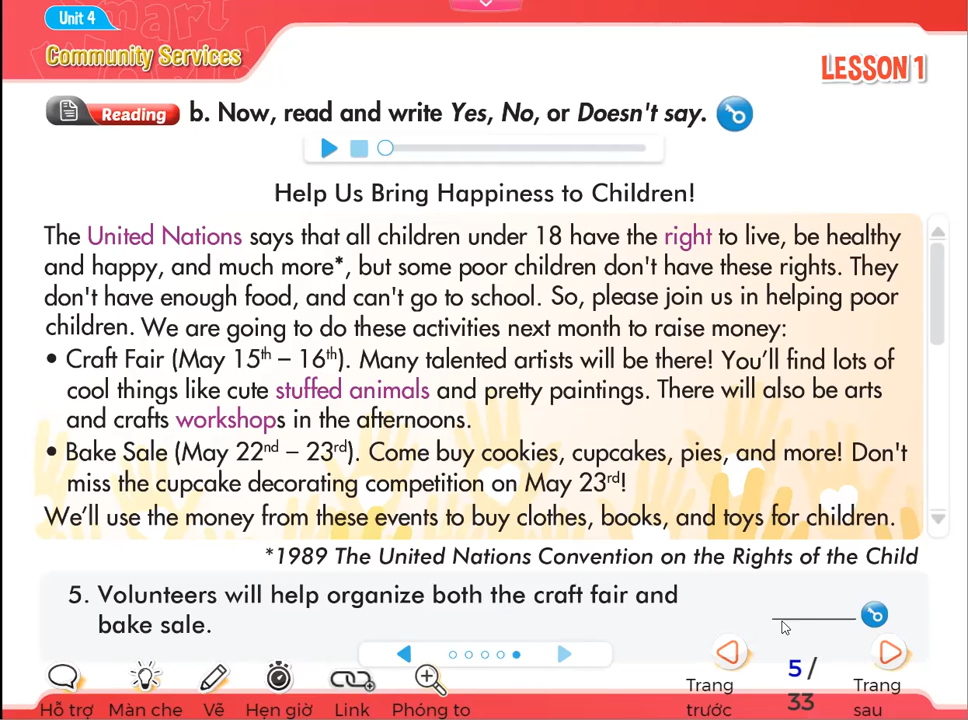 Unit 4
Community Services
LESSON 1
Reading b. Now, read and write Yes, No, or Doesn't say.
Help Us Bring Happiness to Children!
The United Nations says that all children under 18 have the right to live, be healthy
and happy, and much more*, but some poor children don't have these rights. They
don't have enough food, and can't go to school. So, please join us in helping poor
children. We are going to do these activities next month to raise money:
• Craft Fair (May 15th – 16th). Many talented artists will be there! You'll find lots of
cool things like cute stuffed animals and pretty paintings. There will also be arts
and crafts workshops in the afternoons.
• Bake Sale (May 22nd – 23rd). Come buy cookies, cupcakes, pies, and more! Don't
miss the cupcake decorating competition on May 23rd!
We'll use the money from these events to buy clothes, books, and toys for children.
*1989 The United Nations Convention on the Rights of the Child
5. Volunteers will help organize both the craft fair and
bake sale.
Hỗ trợ Màn che Vẽ Hẹn giờ Link Phóng to
Trang
trước
5 /
33
Trang
sau